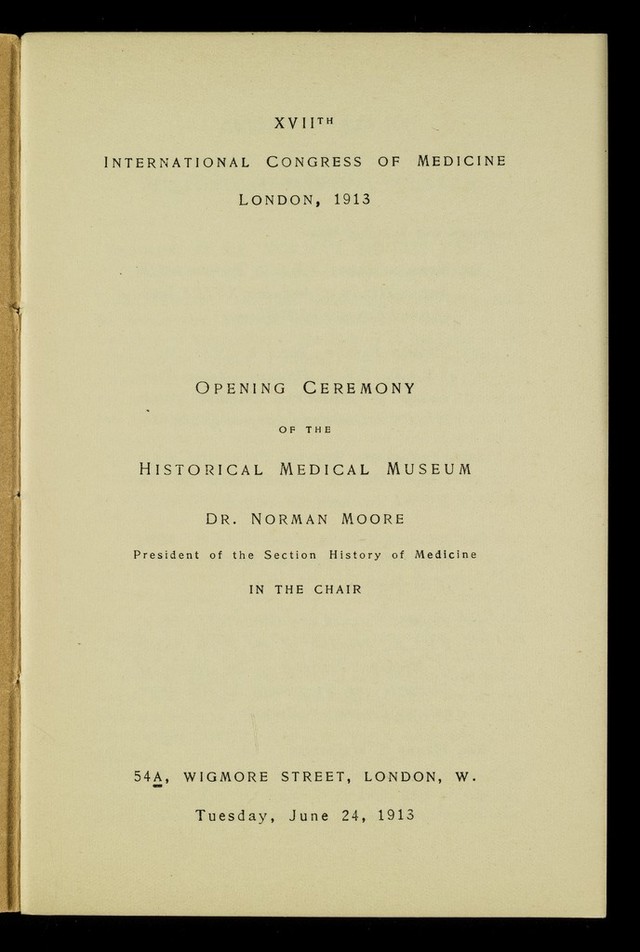 XVIITH
INTERNATIONAL CONGRESS OF MEDICINE
LONDON, 1913
OPENING CEREMONY
OF THE
HISTORICAL MEDICAL MUSEUM
DR. NORMAN MOORE
President of the Section History of Medicine
IN THE CHAIR
54A, WIGMORE STREET, LONDON, W.
Tuesday, June 24, 1913